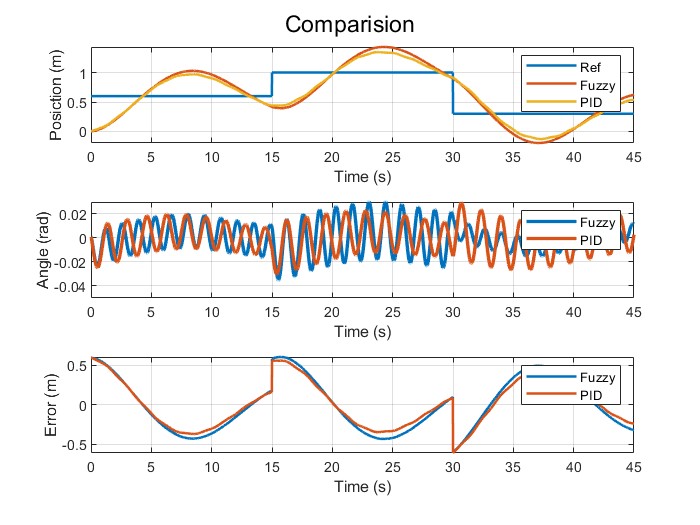 Comparision
Posiction (m)
1
0.5
0
Ref
Fuzzy
PID
0 5 10 15 20 25 30 35 40 45
Time (s)
Angle (rad)
0.02
0
-0.02
-0.04
Fuzzy
PID
0 5 10 15 20 25 30 35 40 45
Time (s)
Error (m)
0.5
0
-0.5
Fuzzy
PID
0 5 10 15 20 25 30 35 40 45
Time (s)